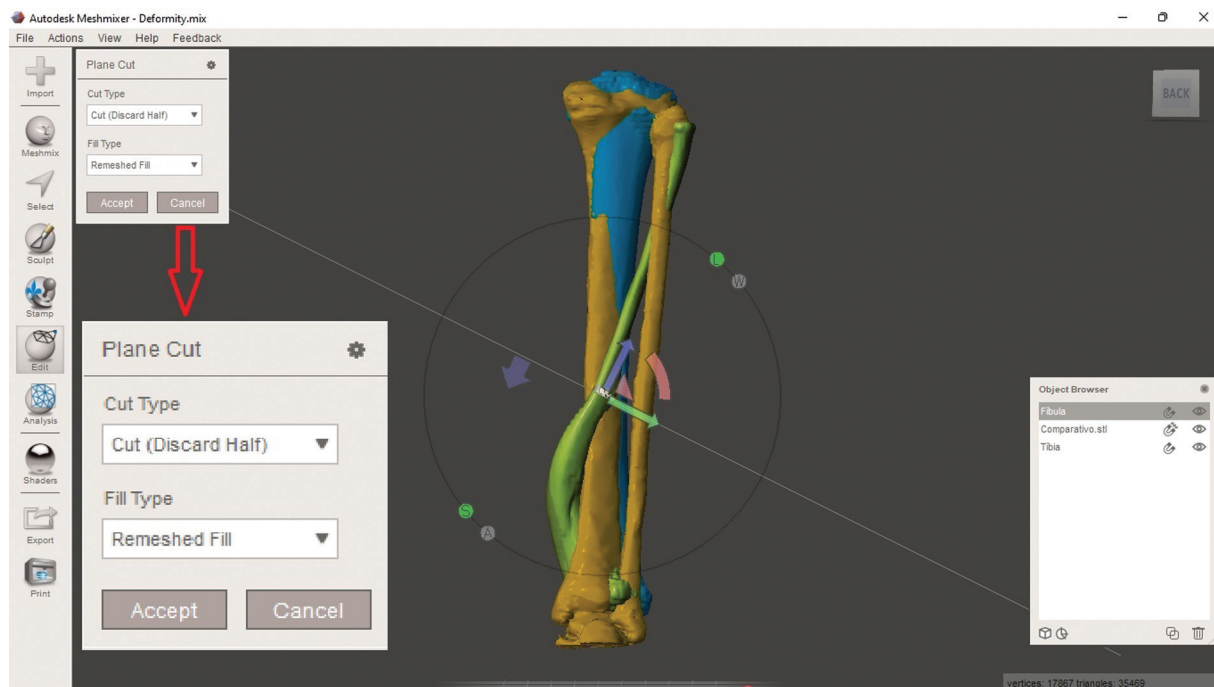 Autodesk Meshmixer - Deformity.mix
File Actions View Help Feedback
Import
Meshmix
Select
Sculpt
Stamp
Edit
Analysis
Shaders
Export
Print
Plane Cut
Cut Type
Cut (Discard Half)
Fill Type
Remeshed Fill
Accept Cancel
Plane Cut
Cut Type
Cut (Discard Half)
Fill Type
Remeshed Fill
Accept Cancel
L
W
S
A
BACK
Object Browser
Fíbula
Comparativo.stl
Tíbia
vertices: 17867 triangles: 35469